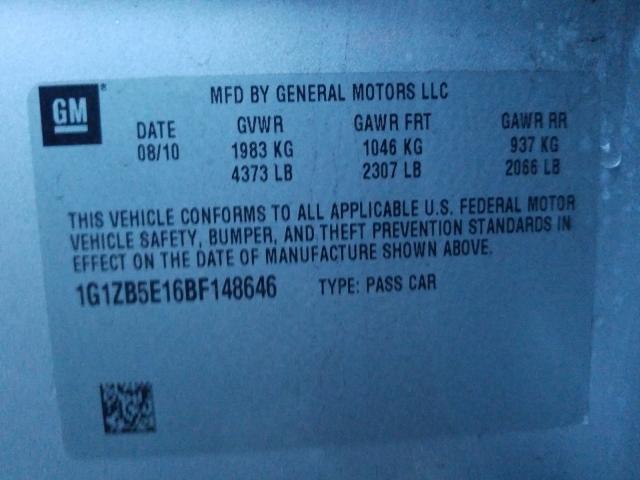 GM
MFD BY GENERAL MOTORS LLC
DATE GVWR GAWR FRT GAWR RR
08/10 1983 KG 1046 KG 937 KG
4373 LB 2307 LB 2066 LB
THIS VEHICLE CONFORMS TO ALL APPLICABLE U.S. FEDERAL MOTOR
VEHICLE SAFETY, BUMPER, AND THEFT PREVENTION STANDARDS IN
EFFECT ON THE DATE OF MANUFACTURE SHOWN ABOVE.
1G1ZB5E16BF148646 TYPE: PASS CAR